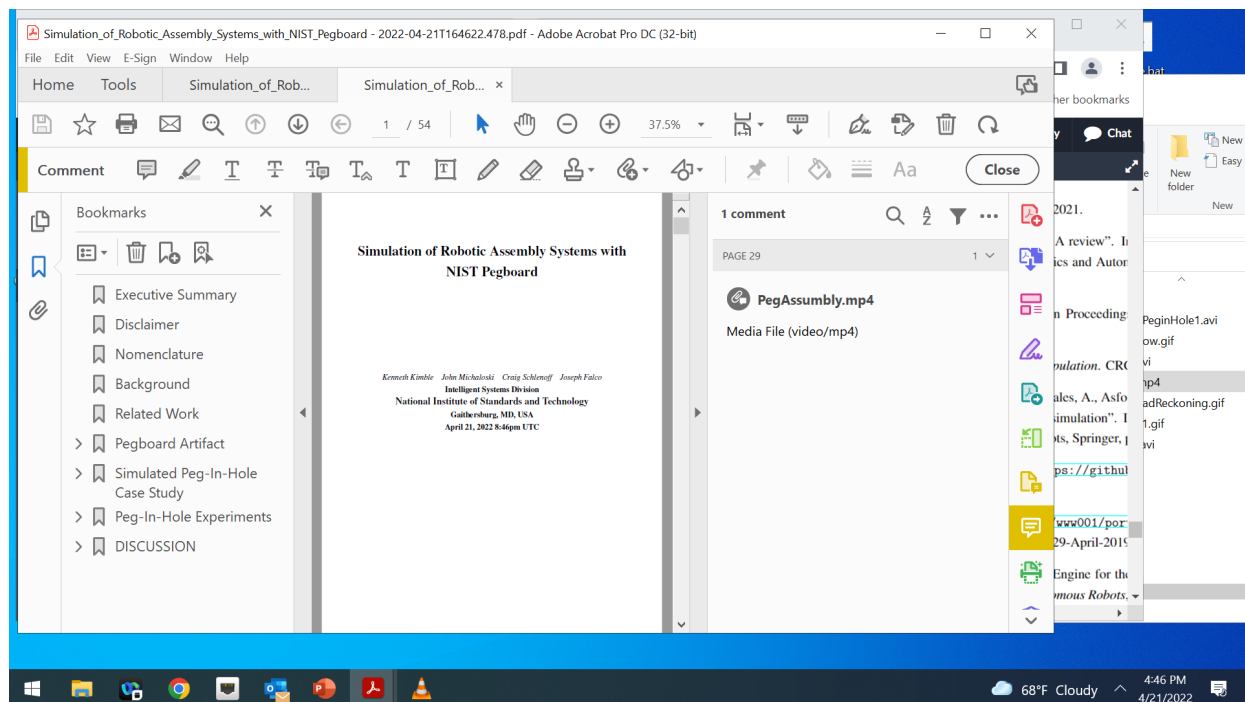 Simulation_of_Robotic_Assembly_Systems_with_NIST_Pegboard - 2022-04-21T164622.478.pdf - Adobe Acrobat Pro DC (32-bit)
File Edit View E-Sign Window Help
Home Tools Simulation_of_Rob... Simulation_of_Rob... ×
1 / 54 37.5%
Comment Aa Close
Bookmarks
Executive Summary
Disclaimer
Nomenclature
Background
Related Work
Pegboard Artifact
Simulated Peg-In-Hole
Case Study
Peg-In-Hole Experiments
DISCUSSION
Simulation of Robotic Assembly Systems with
NIST Pegboard
Kenneth Kimble John Michaloski Craig Schlenoff Joseph Falco
Intelligent Systems Division
National Institute of Standards and Technology
Gaithersburg, MD, USA
April 21, 2022 8:46pm UTC
1 comment
PAGE 29 1
PegAssumbly.mp4
Media File (video/mp4)
bat
her bookmarks
y Chat
2021.
A review”. In
ics and Auton
n Proceeding
pulation. CRC
ales, A., Asfo
simulation”. I
ots, Springer, p
ps://github
/www001/por
29-April-2019
Engine for the
omous Robots,
New
folder
New
Easy
New
PeginHole1.avi
ow.gif
vi
np4
adReckoning.gif
1.gif
avi
68°F Cloudy
4:46 PM
4/21/2022